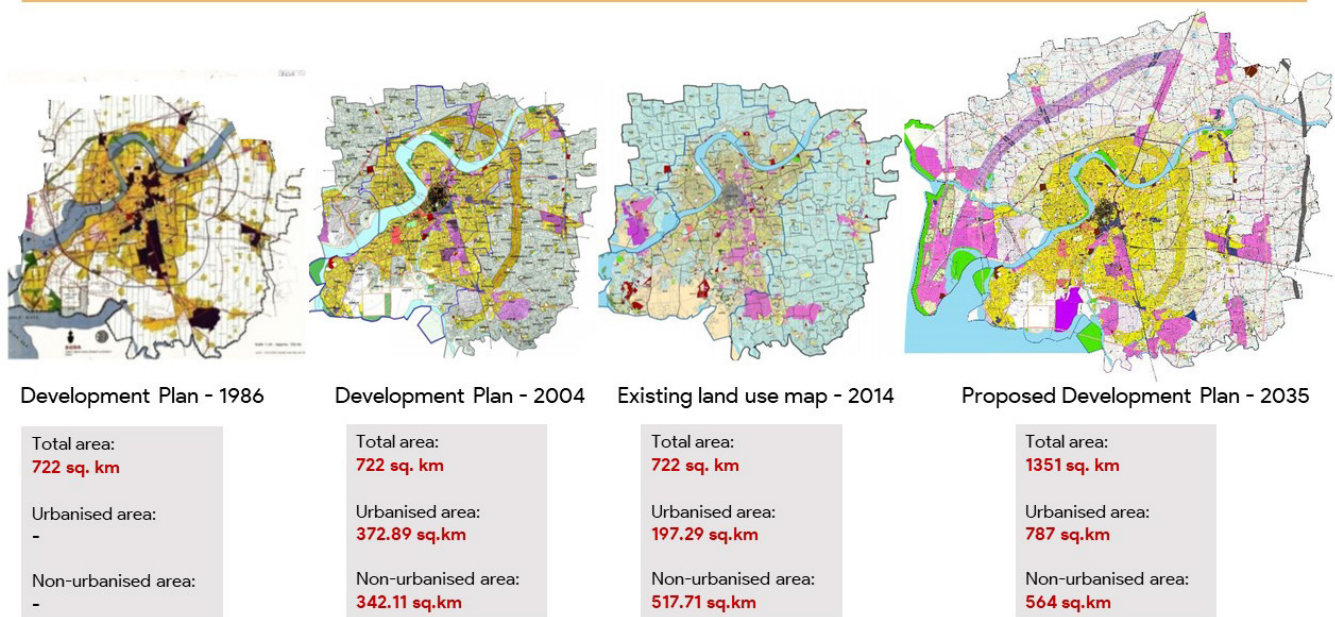 Development Plan - 1986
Total area:
722 sq. km
Urbanised area:
-
Non-urbanised area:
-
Development Plan - 2004
Total area:
722 sq. km
Urbanised area:
372.89 sq.km
Non-urbanised area:
342.11 sq.km
Existing land use map - 2014
Total area:
722 sq. km
Urbanised area:
197.29 sq.km
Non-urbanised area:
517.71 sq.km
Proposed Development Plan - 2035
Total area:
1351 sq. km
Urbanised area:
787 sq.km
Non-urbanised area:
564 sq.km